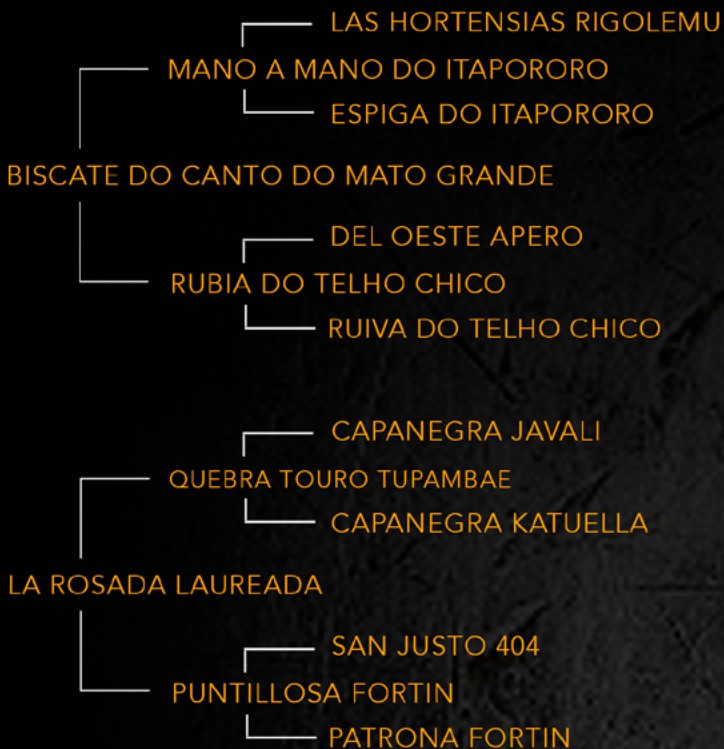 LAS HORTENSIAS RIGOLEMU
MANO A MANO DO ITAPORORO
ESPIGA DO ITAPORORO
BISCATE DO CANTO DO MATO GRANDE
DEL OESTE APERO
RUBIA DO TELHO CHICO
RUIVA DO TELHO CHICO
CAPANEGRA JAVALI
QUEBRA TOURO TUPAMBAE
CAPANEGRA KATUELLA
LA ROSADA LAUREADA
SAN JUSTO 404
PUNTILLOSA FORTIN
PATRONA FORTIN